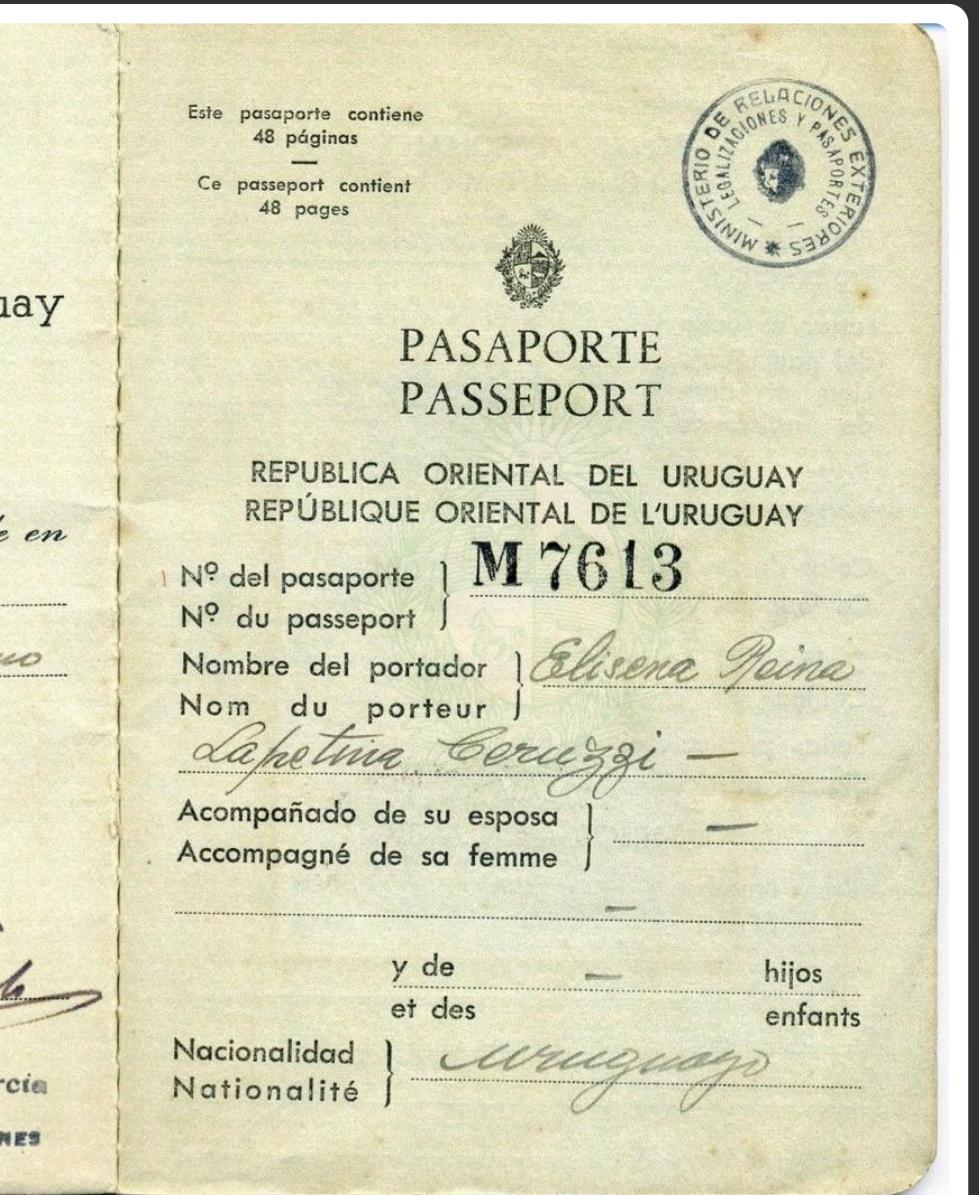 uay
en
rcía
NES
Este pasaporte contiene
48 páginas
Ce passeport contient
48 pages
MINISTERIO DE RELACIONES EXTERIORES
LEGALIZACIONES Y PASAPORTES
PASAPORTE
PASSEPORT
REPUBLICA ORIENTAL DEL URUGUAY
REPÚBLIQUE ORIENTAL DE L'URUGUAY
Nº del pasaporte M 7613
Nº du passeport
Nombre del portador Elisena Reina
Nom du porteur
Lapetina Ceruzzi —
Acompañado de su esposa —
Accompagné de sa femme
—
y de — hijos
et des enfants
Nacionalidad uruguayo
Nationalité